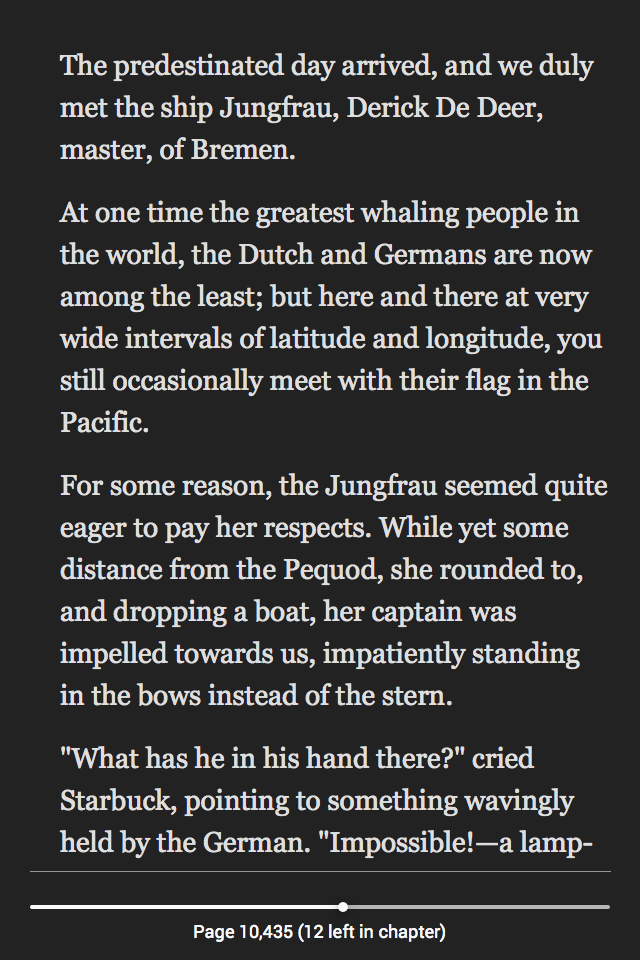 The predestinated day arrived, and we duly
met the ship Jungfrau, Derick De Deer,
master, of Bremen.
At one time the greatest whaling people in
the world, the Dutch and Germans are now
among the least; but here and there at very
wide intervals of latitude and longitude, you
still occasionally meet with their flag in the
Pacific.
For some reason, the Jungfrau seemed quite
eager to pay her respects. While yet some
distance from the Pequod, she rounded to,
and dropping a boat, her captain was
impelled towards us, impatiently standing
in the bows instead of the stern.
"What has he in his hand there?" cried
Starbuck, pointing to something wavingly
held by the German. "Impossible!—a lamp-
Page 10,435 (12 left in chapter)